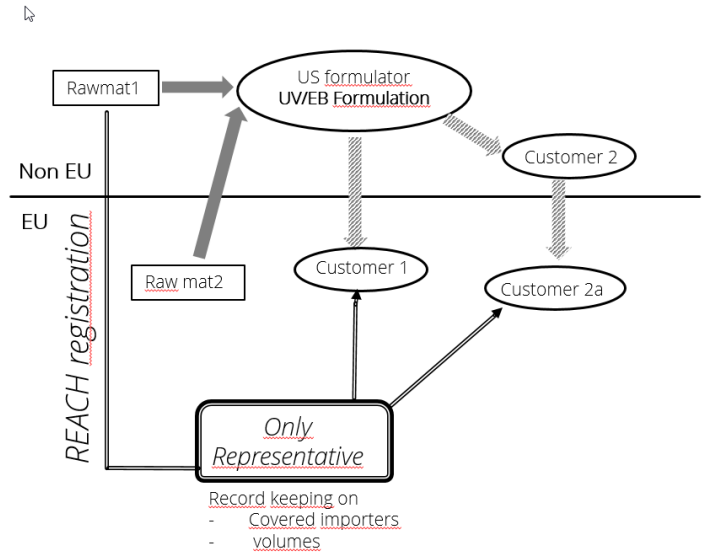 Rawmat1
US formulator
UV/EB Formulation
Customer 2
Non EU
EU
REACH registration
Raw mat2
Customer 1
Customer 2a
Only
Representative
Record keeping on
- Covered importers
- volumes